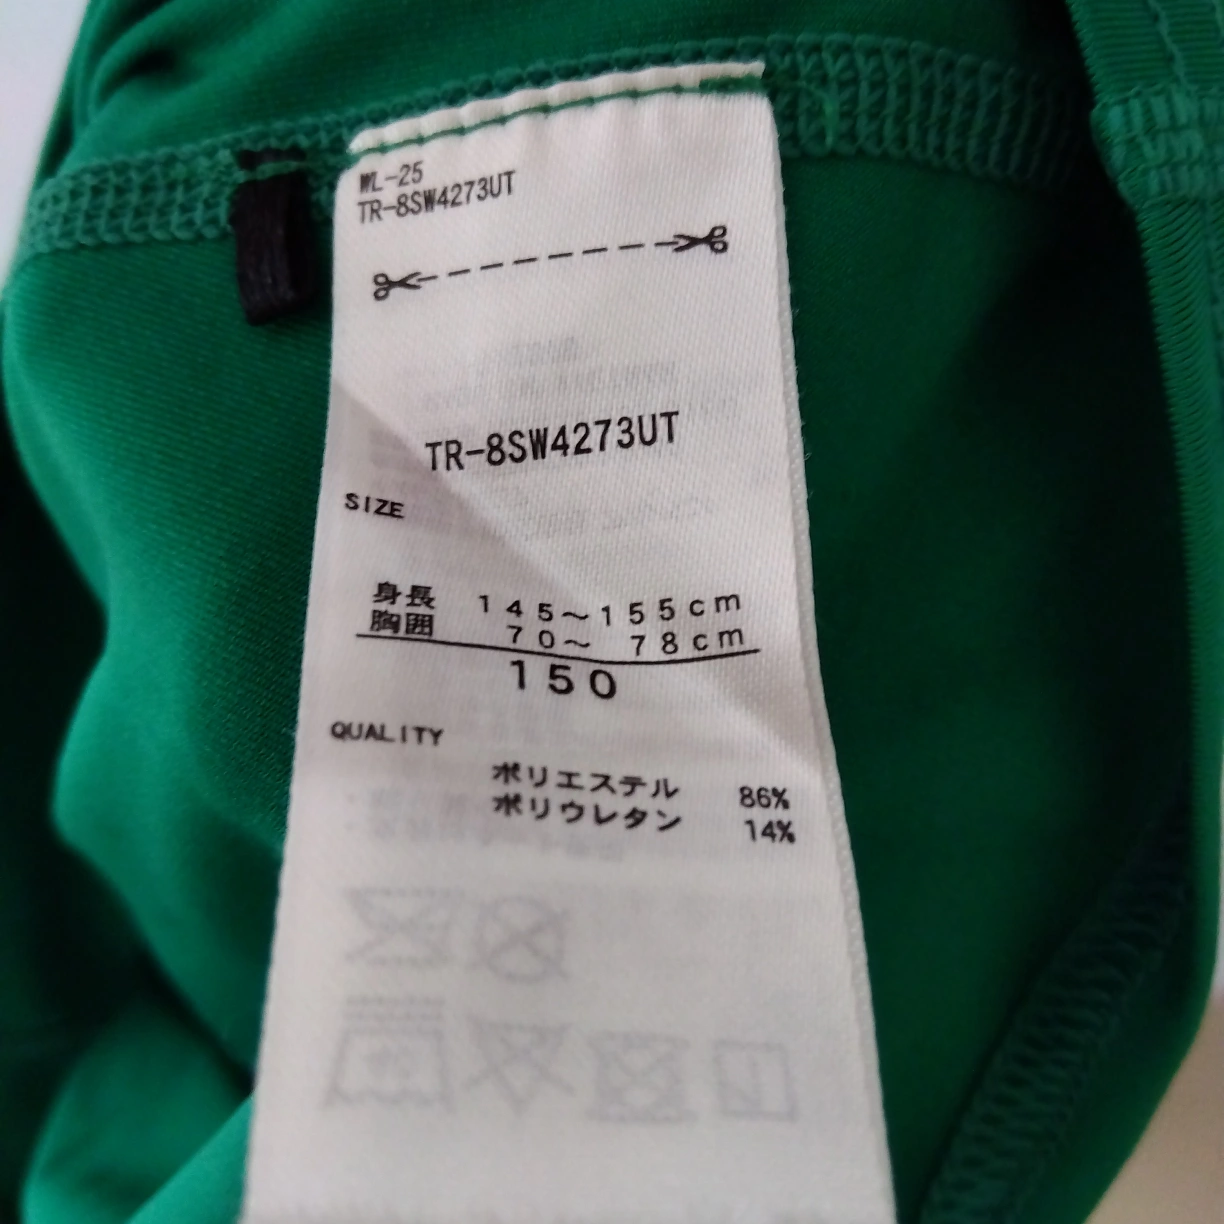 WL-25
TR-8SW4273UT
TR-8SW4273UT
SIZE
身長 145～155cm
胸囲 70～ 78cm
150
QUALITY
ポリエステル 86%
ポリウレタン 14%